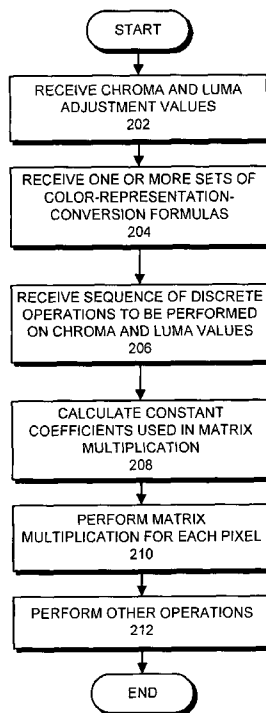 START
RECEIVE CHROMA AND LUMA
ADJUSTMENT VALUES
202
RECEIVE ONE OR MORE SETS OF
COLOR-REPRESENTATION-
CONVERSION FORMULAS
204
RECEIVE SEQUENCE OF DISCRETE
OPERATIONS TO BE PERFORMED
ON CHROMA AND LUMA VALUES
206
CALCULATE CONSTANT
COEFFICIENTS USED IN MATRIX
MULTIPLICATION
208
PERFORM MATRIX
MULTIPLICATION FOR EACH PIXEL
210
PERFORM OTHER OPERATIONS
212
END